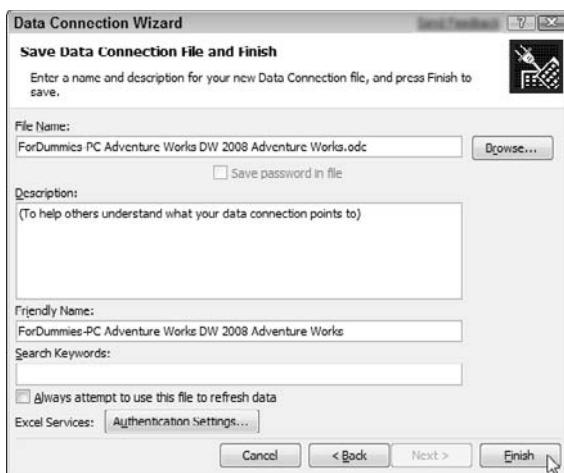 Data Connection Wizard
Save Data Connection File and Finish
Enter a name and description for your new Data Connection file, and press Finish to
save.
File Name:
ForDummies-PC Adventure Works DW 2008 Adventure Works.odc
Browse...
Save password in file
Description:
(To help others understand what your data connection points to)
Friendly Name:
ForDummies-PC Adventure Works DW 2008 Adventure Works
Search Keywords:
Always attempt to use this file to refresh data
Excel Services:
Authentication Settings...
Cancel
< Back
Next >
Finish